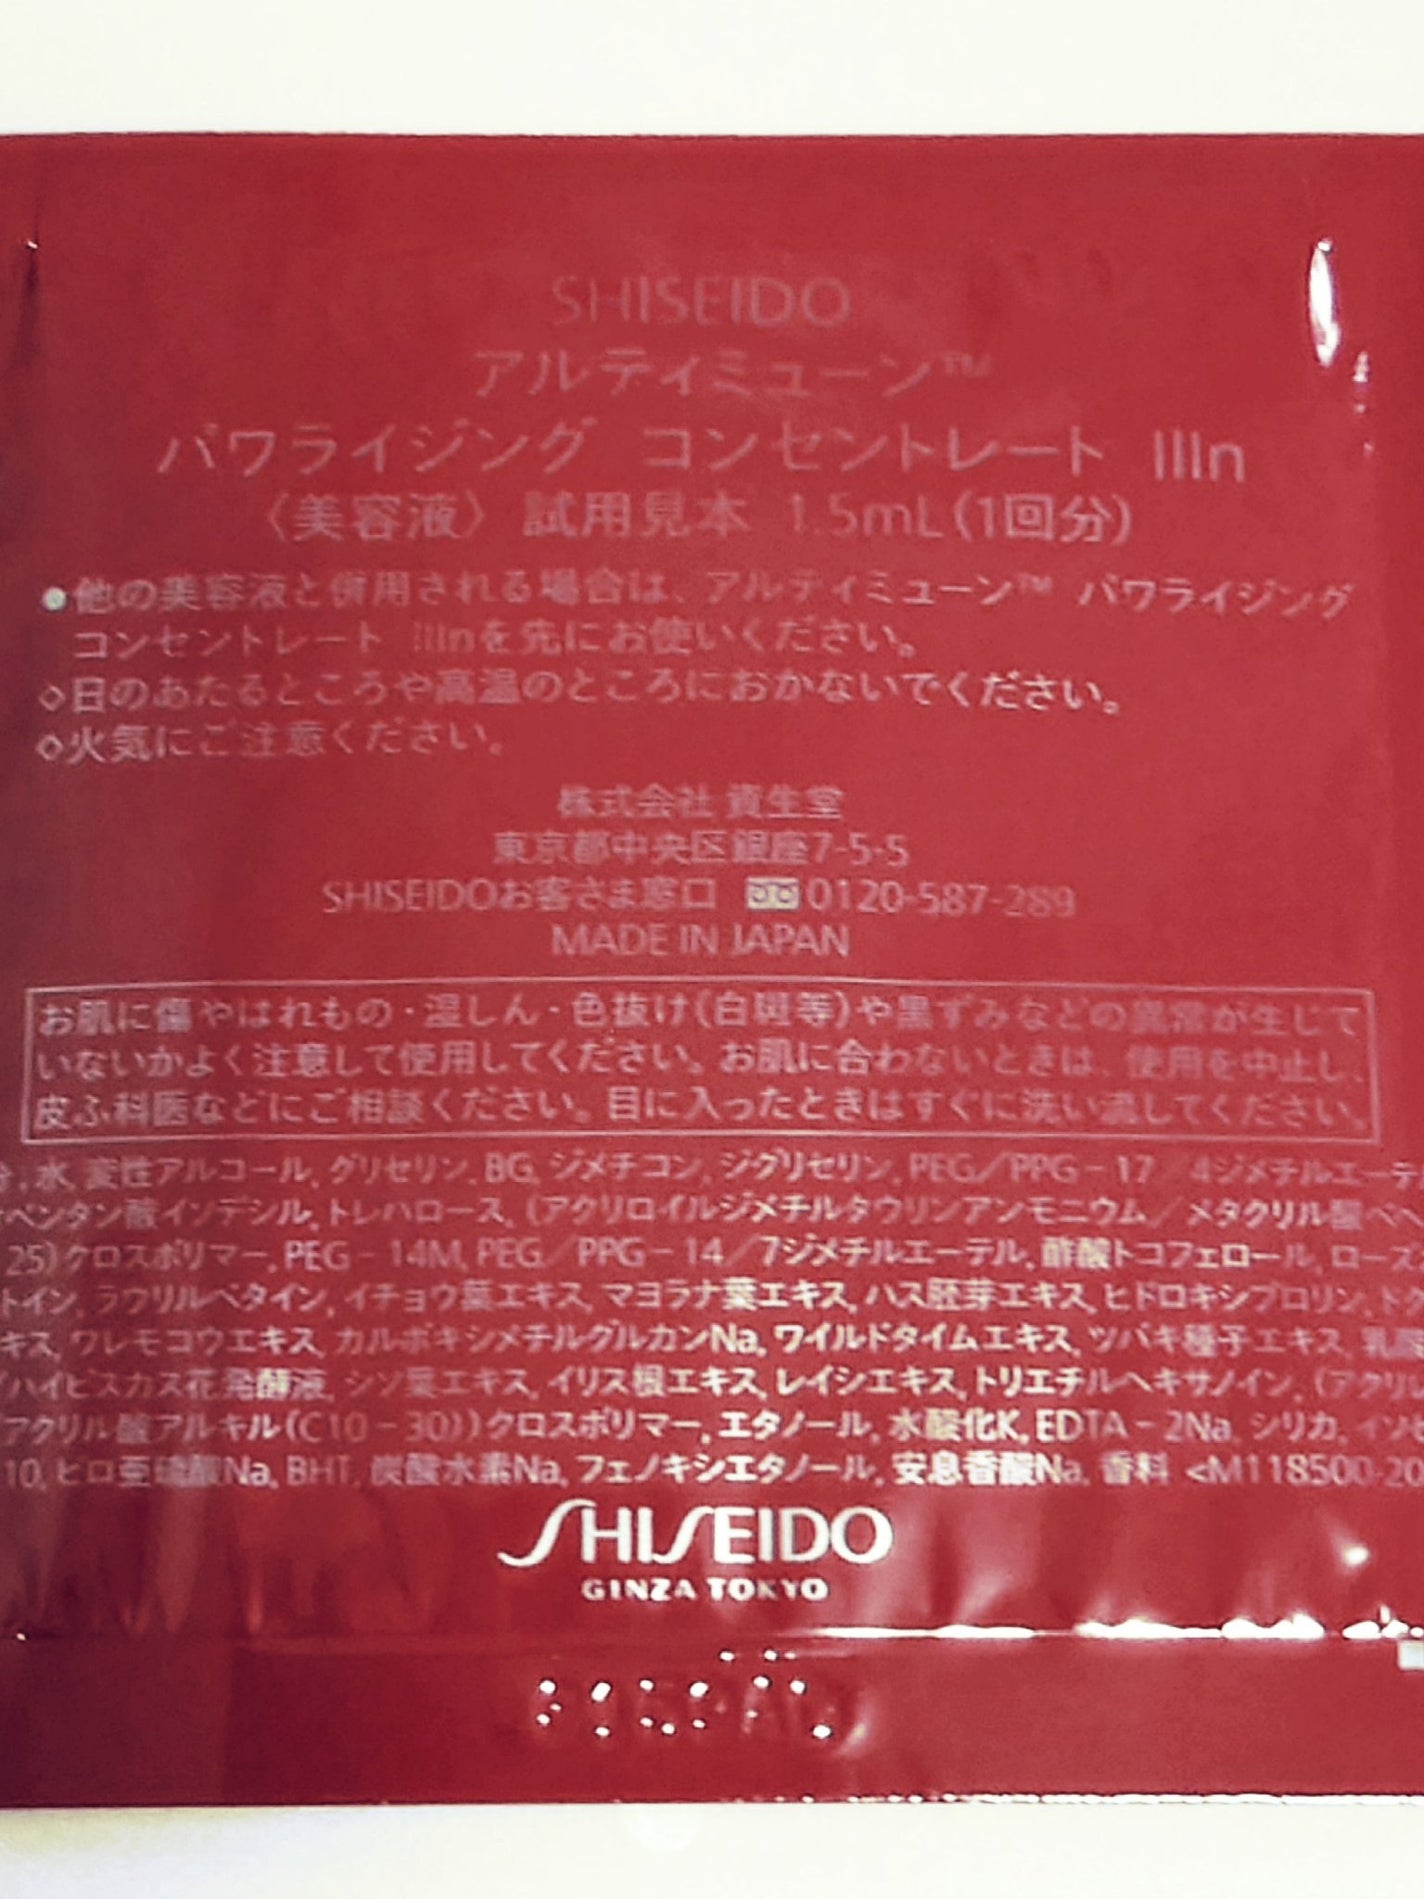 SHISEIDO
アルティミューン™
パワライジング コンセントレート IIIn
〈美容液〉 試用見本 1.5mL(1回分)
●他の美容液と併用される場合は、アルティミューン™ パワライジング
コンセントレート IIInを先にお使いください。
◇日のあたるところや高温のところにおかないでください。
◇火気にご注意ください。
株式会社 資生堂
東京都中央区銀座7-5-5
SHISEIDOお客さま窓口 0120-587-289
MADE IN JAPAN
お肌に傷やはれもの・湿しん・色抜け(白斑等)や黒ずみなどの異常が生じて
いないかよく注意して使用してください。お肌に合わないときは、使用を中止し、
皮ふ科医などにご相談ください。目に入ったときはすぐに洗い流してください。
水, 変性アルコール, グリセリン, BG, ジメチコン, ジグリセリン, PEG/PPG-17/4ジメチルエーテ
ペンタン酸イソデシル, トレハロース, (アクリロイルジメチルタウリンアンモニウム/メタクリル酸ベヘ
25)クロスポリマー, PEG-14M, PEG/PPG-14/7ジメチルエーテル, 酢酸トコフェロール, ローズ
トイン, ラウリルベタイン, イチョウ葉エキス, マヨラナ葉エキス, ハス胚芽エキス, ヒドロキシプロリン, ドク
キス, ワレモコウエキス, カルボキシメチルグルカンNa, ワイルドタイムエキス, ツバキ種子エキス, 乳酸
ハイビスカス花発酵液, シソ葉エキス, イリス根エキス, レイシエキス, トリエチルヘキサノイン, (アクリル
アクリル酸アルキル(C10-30))クロスポリマー, エタノール, 水酸化K, EDTA-2Na, シリカ, イソ
10, ピロ亜硫酸Na, BHT, 炭酸水素Na, フェノキシエタノール, 安息香酸Na, 香料 <M118500-20
SHISEIDO
GINZA TOKYO